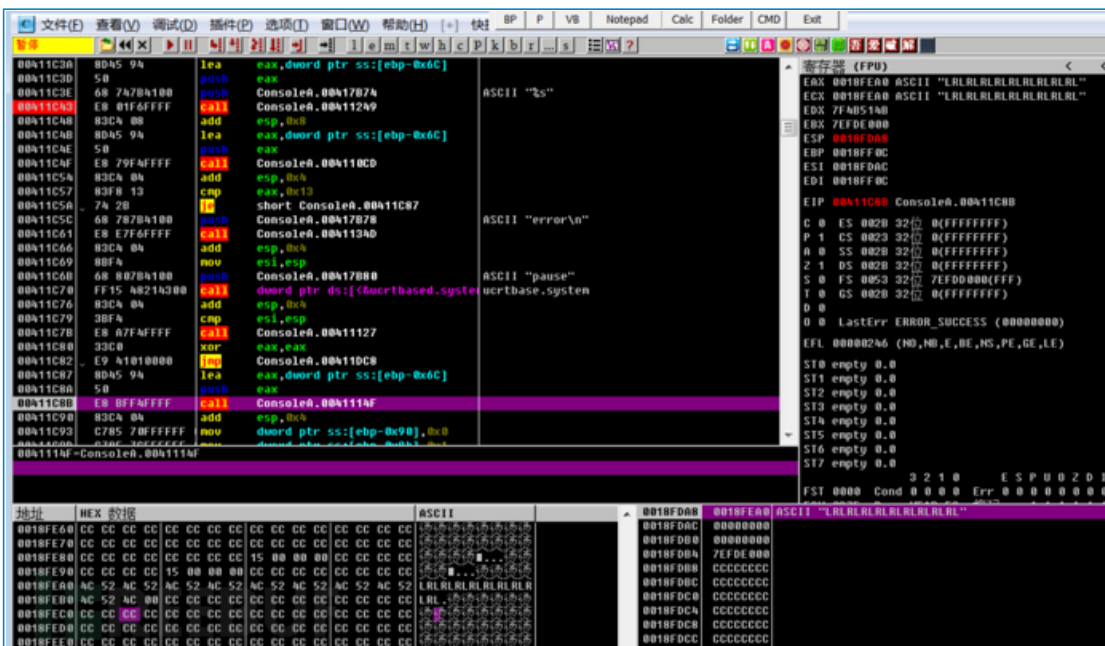 文件(F) 查看(V) 调试(D) 插件(P) 选项(T) 窗口(W) 帮助(H) [+] 快 BP P VB Notepad Calc Folder CMD Exit
暂停 l e m t w h c P k b r ... s ?
00411C3A 8D45 94 lea eax,dword ptr ss:[ebp-0x6C]
00411C3D 50 push eax
00411C3E 68 747B4100 push ConsoleA.00417B74 ASCII "%s"
00411C43 E8 01F6FFFF call ConsoleA.00411249
00411C48 83C4 08 add esp,0x8
00411C4B 8D45 94 lea eax,dword ptr ss:[ebp-0x6C]
00411C4E 50 push eax
00411C4F E8 79F4FFFF call ConsoleA.004110CD
00411C54 83C4 04 add esp,0x4
00411C57 83F8 13 cmp eax,0x13
00411C5A 74 2B je short ConsoleA.00411C87
00411C5C 68 787B4100 push ConsoleA.00417B78 ASCII "error\n"
00411C61 E8 E7F6FFFF call ConsoleA.0041134D
00411C66 83C4 04 add esp,0x4
00411C69 8BF4 mov esi,esp
00411C6B 68 807B4100 push ConsoleA.00417B80 ASCII "pause"
00411C70 FF15 48214300 call dword ptr ds:[<&ucrtbased.syste ucrtbase.system
00411C76 83C4 04 add esp,0x4
00411C79 3BF4 cmp esi,esp
00411C7B E8 A7F4FFFF call ConsoleA.00411127
00411C80 33C0 xor eax,eax
00411C82 E9 41010000 jmp ConsoleA.00411DC8
00411C87 8D45 94 lea eax,dword ptr ss:[ebp-0x6C]
00411C8A 50 push eax
00411C8B E8 BFF4FFFF call ConsoleA.0041114F
00411C90 83C4 04 add esp,0x4
00411C93 C785 70FFFFFF mov dword ptr ss:[ebp-0x90],0x0
0041114F=ConsoleA.0041114F
寄存器 (FPU) < <
EAX 0018FEA0 ASCII "LRLRLRLRLRLRLRLRLRL"
ECX 0018FEA0 ASCII "LRLRLRLRLRLRLRLRLRL"
EDX 7F4B514B
EBX 7EFDE000
ESP 0018FDA8
EBP 0018FF0C
ESI 0018FDAC
EDI 0018FF0C
EIP 00411C8B ConsoleA.00411C8B
C 0 ES 002B 32位 0(FFFFFFFF)
P 1 CS 0023 32位 0(FFFFFFFF)
A 0 SS 002B 32位 0(FFFFFFFF)
Z 1 DS 002B 32位 0(FFFFFFFF)
S 0 FS 0053 32位 7EFDD000(FFF)
T 0 GS 002B 32位 0(FFFFFFFF)
D 0
O 0 LastErr ERROR_SUCCESS (00000000)
EFL 00000246 (NO,NB,E,BE,NS,PE,GE,LE)
ST0 empty 0.0
ST1 empty 0.0
ST2 empty 0.0
ST3 empty 0.0
ST4 empty 0.0
ST5 empty 0.0
ST6 empty 0.0
ST7 empty 0.0
3 2 1 0 E S P U O Z D I
FST 0000 Cond 0 0 0 0 Err 0 0 0 0 0 0 0 0
地址 HEX 数据 ASCII
0018FE60 CC CC CC CC CC CC CC CC CC CC CC CC CC CC CC CC
0018FE70 CC CC CC CC CC CC CC CC CC CC CC CC CC CC CC CC
0018FE80 CC CC CC CC CC CC CC CC 15 00 00 00 CC CC CC CC
0018FE90 CC CC CC CC 15 00 00 00 CC CC CC CC CC CC CC CC
0018FEA0 4C 52 4C 52 4C 52 4C 52 4C 52 4C 52 4C 52 4C 52 LRLRLRLRLRLRLRLR
0018FEB0 4C 52 4C 00 CC CC CC CC CC CC CC CC CC CC CC CC LRL.
0018FEC0 CC CC CC CC CC CC CC CC CC CC CC CC CC CC CC CC
0018FED0 CC CC CC CC CC CC CC CC CC CC CC CC CC CC CC CC
0018FEE0 CC CC CC CC CC CC CC CC CC CC CC CC CC CC CC CC
0018FDA8 0018FEA0 ASCII "LRLRLRLRLRLRLRLRLRL"
0018FDAC 00000000
0018FDB0 00000000
0018FDB4 7EFDE000
0018FDB8 CCCCCCCC
0018FDBC CCCCCCCC
0018FDC0 CCCCCCCC
0018FDC4 CCCCCCCC
0018FDC8 CCCCCCCC
0018FDCC CCCCCCCC